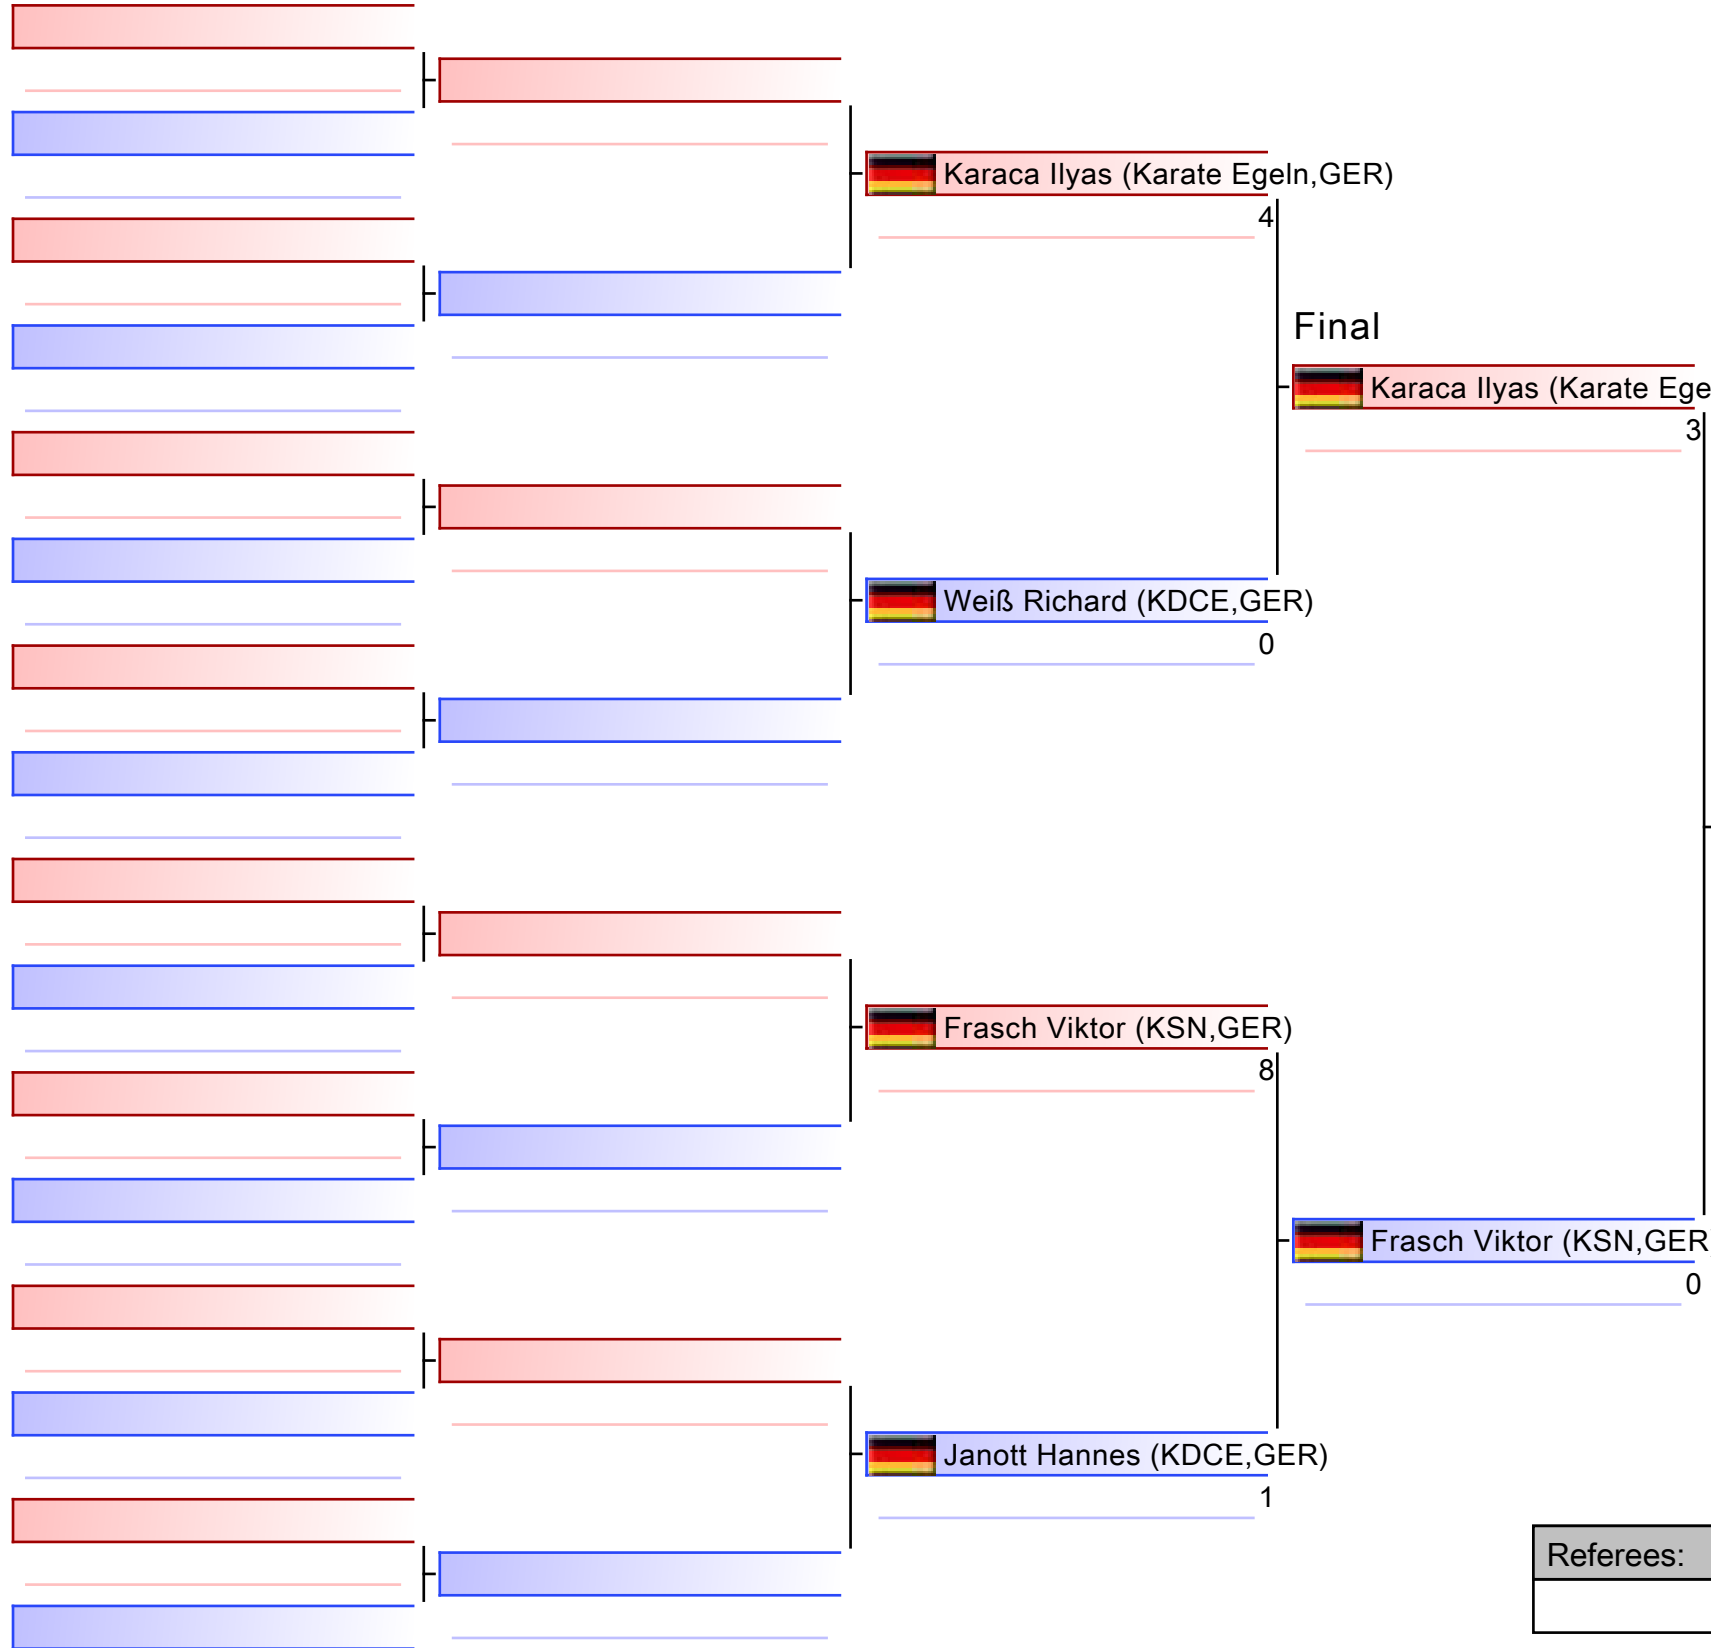 Karaca Ilyas (Karate Egeln,GER)
4
Final
Karaca Ilyas (Karate Ege
3
Weiß Richard (KDCE,GER)
0
Frasch Viktor (KSN,GER)
8
Frasch Viktor (KSN,GER
0
Janott Hannes (KDCE,GER)
1
Referees: